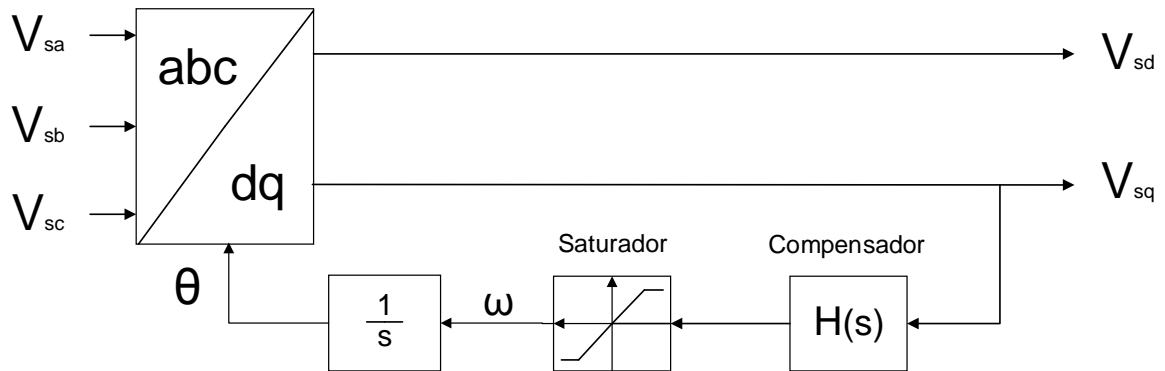 Vsa
abc
Vsd
Vsb
dq
Vsq
Vsc
Saturador
Compensador
θ
1
s
ω
H(s)